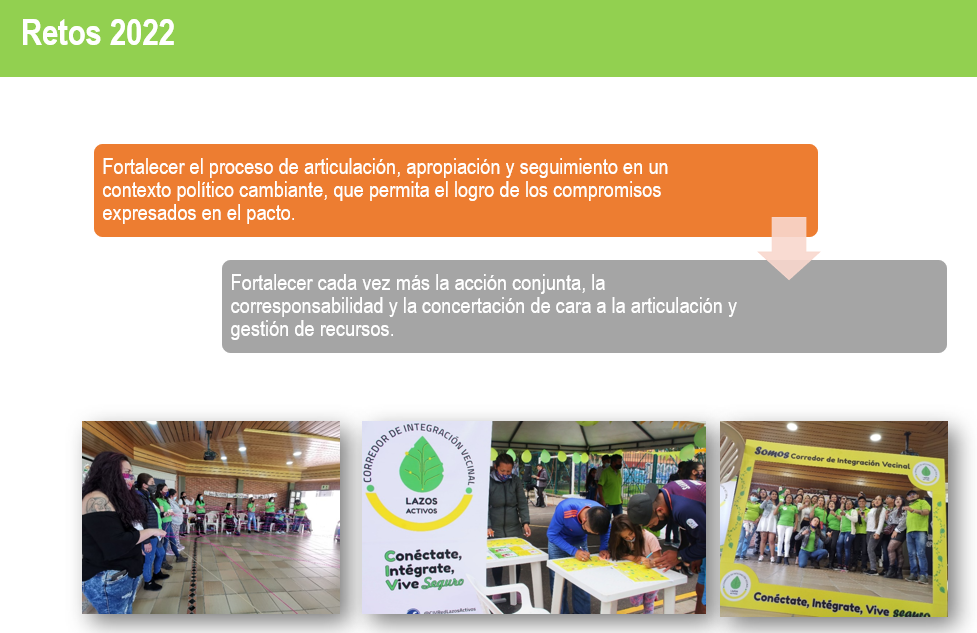 Retos 2022
Fortalecer el proceso de articulación, apropiación y seguimiento en un
contexto político cambiante, que permita el logro de los compromisos
expresados en el pacto.
Fortalecer cada vez más la acción conjunta, la
corresponsabilidad y la concertación de cara a la articulación y
gestión de recursos.
CORREDOR DE INTEGRACIÓN VECINAL
LAZOS
ACTIVOS
Conéctate,
Intégrate,
Vive Seguro
Somos Corredor de Integración Vecinal
Conéctate, Intégrate, Vive seguro